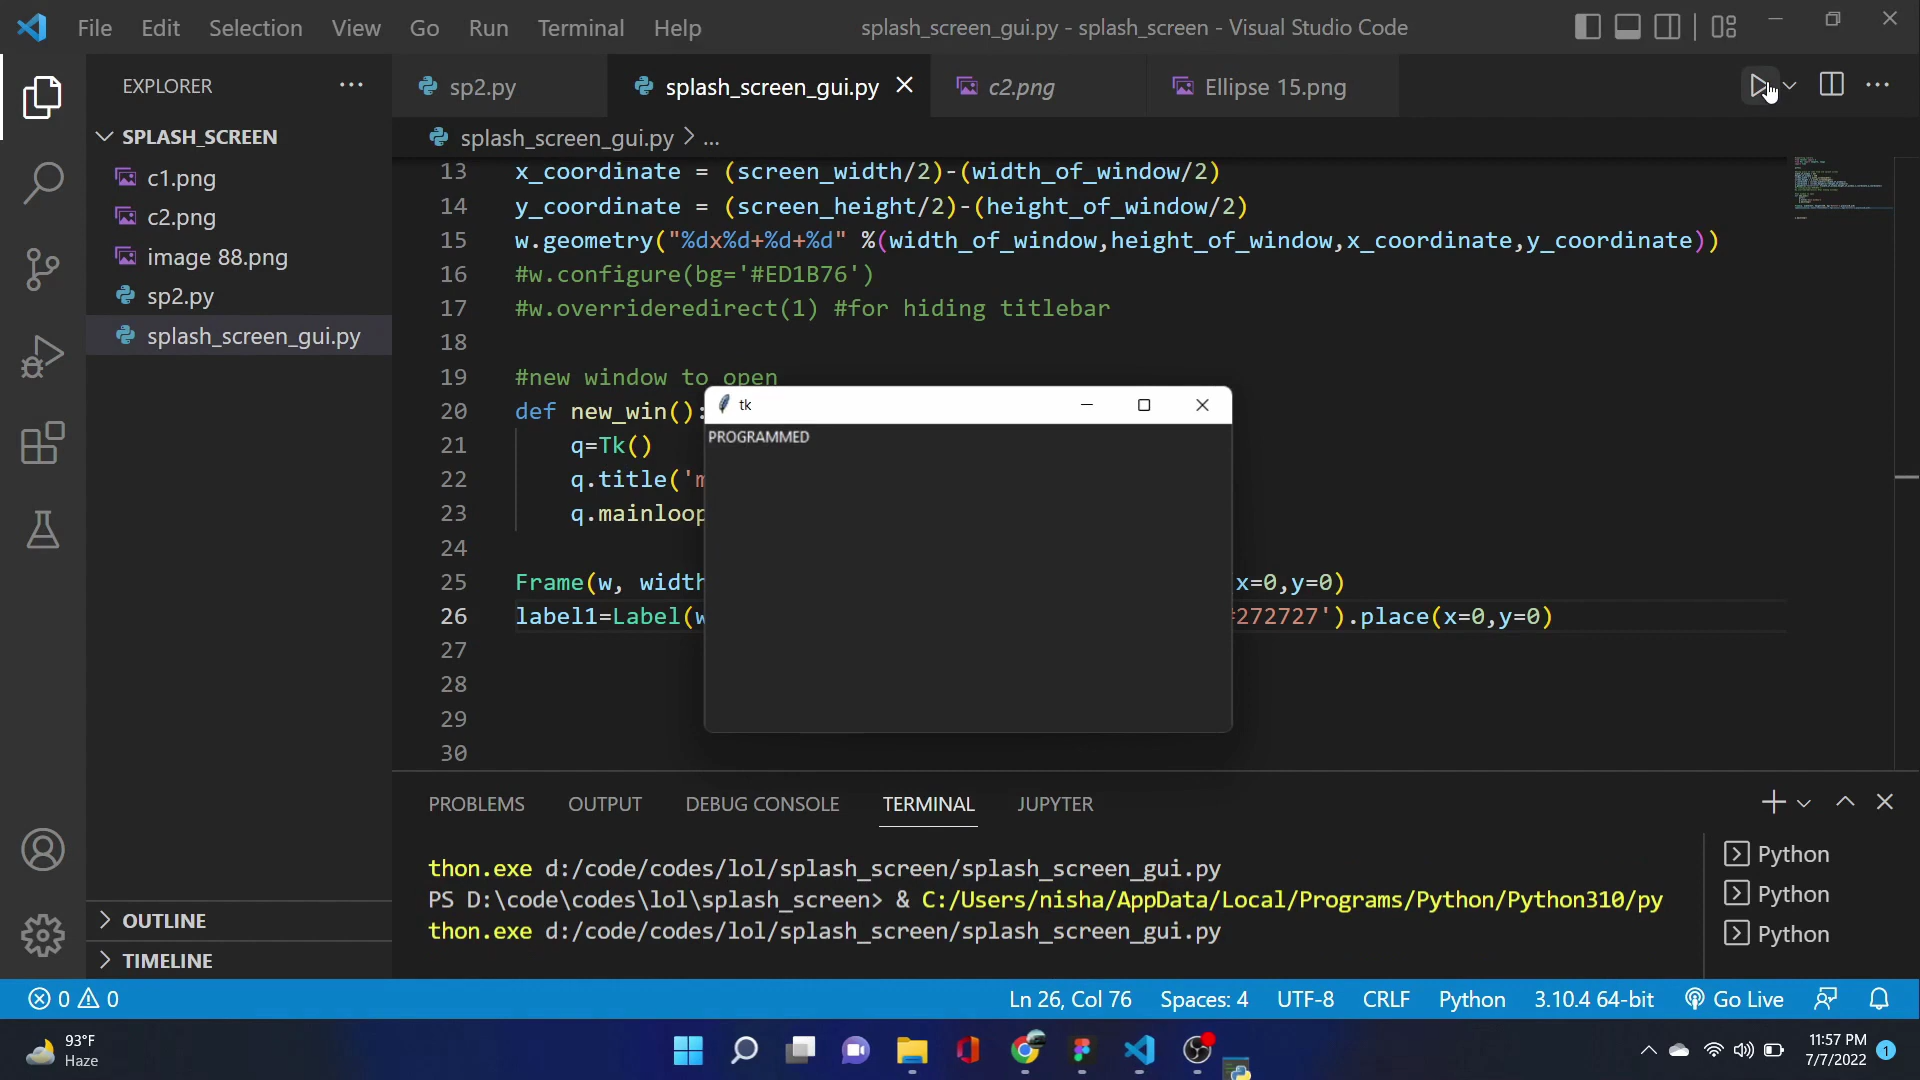 File Edit Selection View Go Run Terminal Help splash_screen_gui.py - splash_screen - Visual Studio Code
EXPLORER
SPLASH_SCREEN
c1.png
c2.png
image 88.png
sp2.py
splash_screen_gui.py
OUTLINE
TIMELINE
sp2.py splash_screen_gui.py c2.png Ellipse 15.png
splash_screen_gui.py > ...
13 x_coordinate = (screen_width/2)-(width_of_window/2)
14 y_coordinate = (screen_height/2)-(height_of_window/2)
15 w.geometry("%dx%d+%d+%d" %(width_of_window,height_of_window,x_coordinate,y_coordinate))
16 #w.configure(bg='#ED1B76')
17 #w.overrideredirect(1) #for hiding titlebar
18
19 #new window to open
20 def new_win():
21 q=Tk()
22 q.title('m
23 q.mainloop
24
25 Frame(w, width x=0,y=0)
26 label1=Label(w #272727').place(x=0,y=0)
27
28
29
30
tk
PROGRAMMED
PROBLEMS OUTPUT DEBUG CONSOLE TERMINAL JUPYTER
thon.exe d:/code/codes/lol/splash_screen/splash_screen_gui.py
PS D:\code\codes\lol\splash_screen> & C:/Users/nisha/AppData/Local/Programs/Python/Python310/py
thon.exe d:/code/codes/lol/splash_screen/splash_screen_gui.py
Python
Python
Python
0 0 Ln 26, Col 76 Spaces: 4 UTF-8 CRLF Python 3.10.4 64-bit Go Live
93°F
Haze
11:57 PM
7/7/2022
1